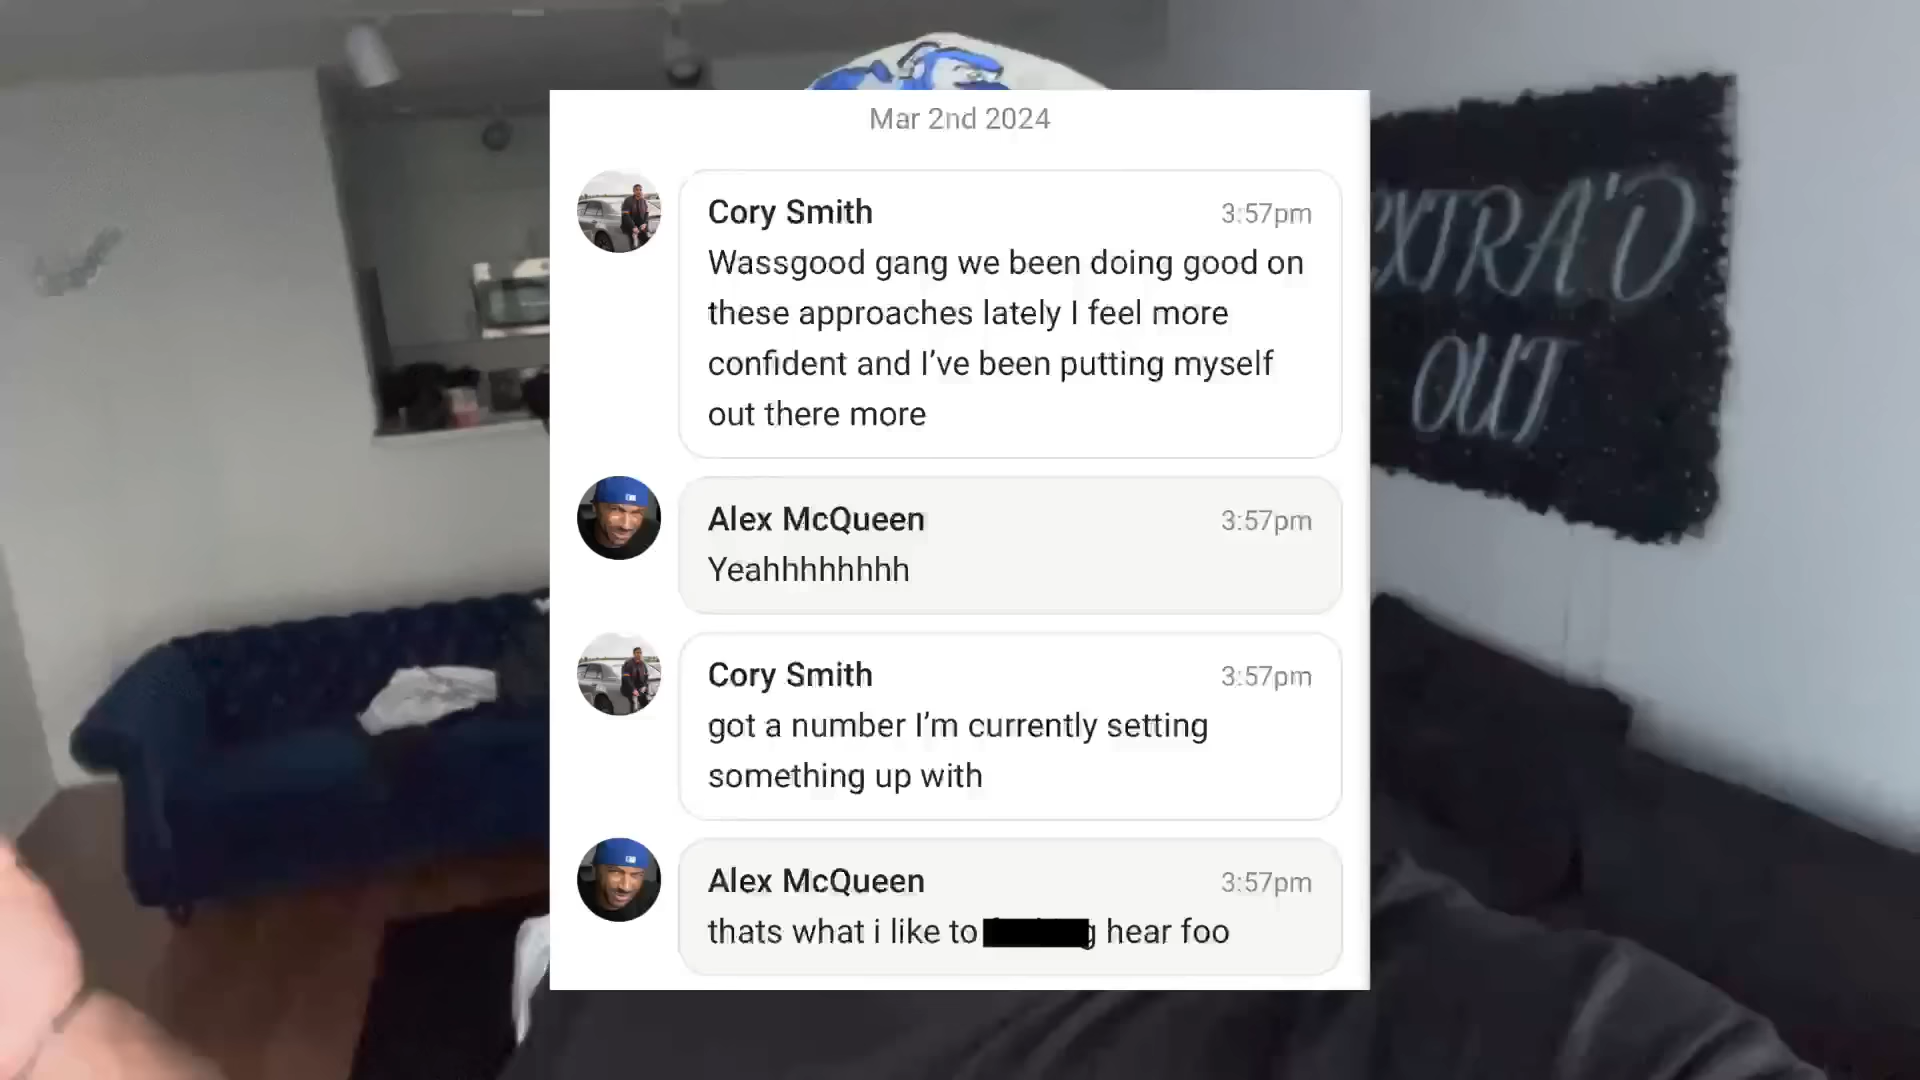 Mar 2nd 2024
Cory Smith 3:57pm
Wassgood gang we been doing good on
these approaches lately I feel more
confident and I’ve been putting myself
out there more
Alex McQueen 3:57pm
Yeahhhhhhhh
Cory Smith 3:57pm
got a number I’m currently setting
something up with
Alex McQueen 3:57pm
thats what i like to hear foo
EXTRA'D
OUT